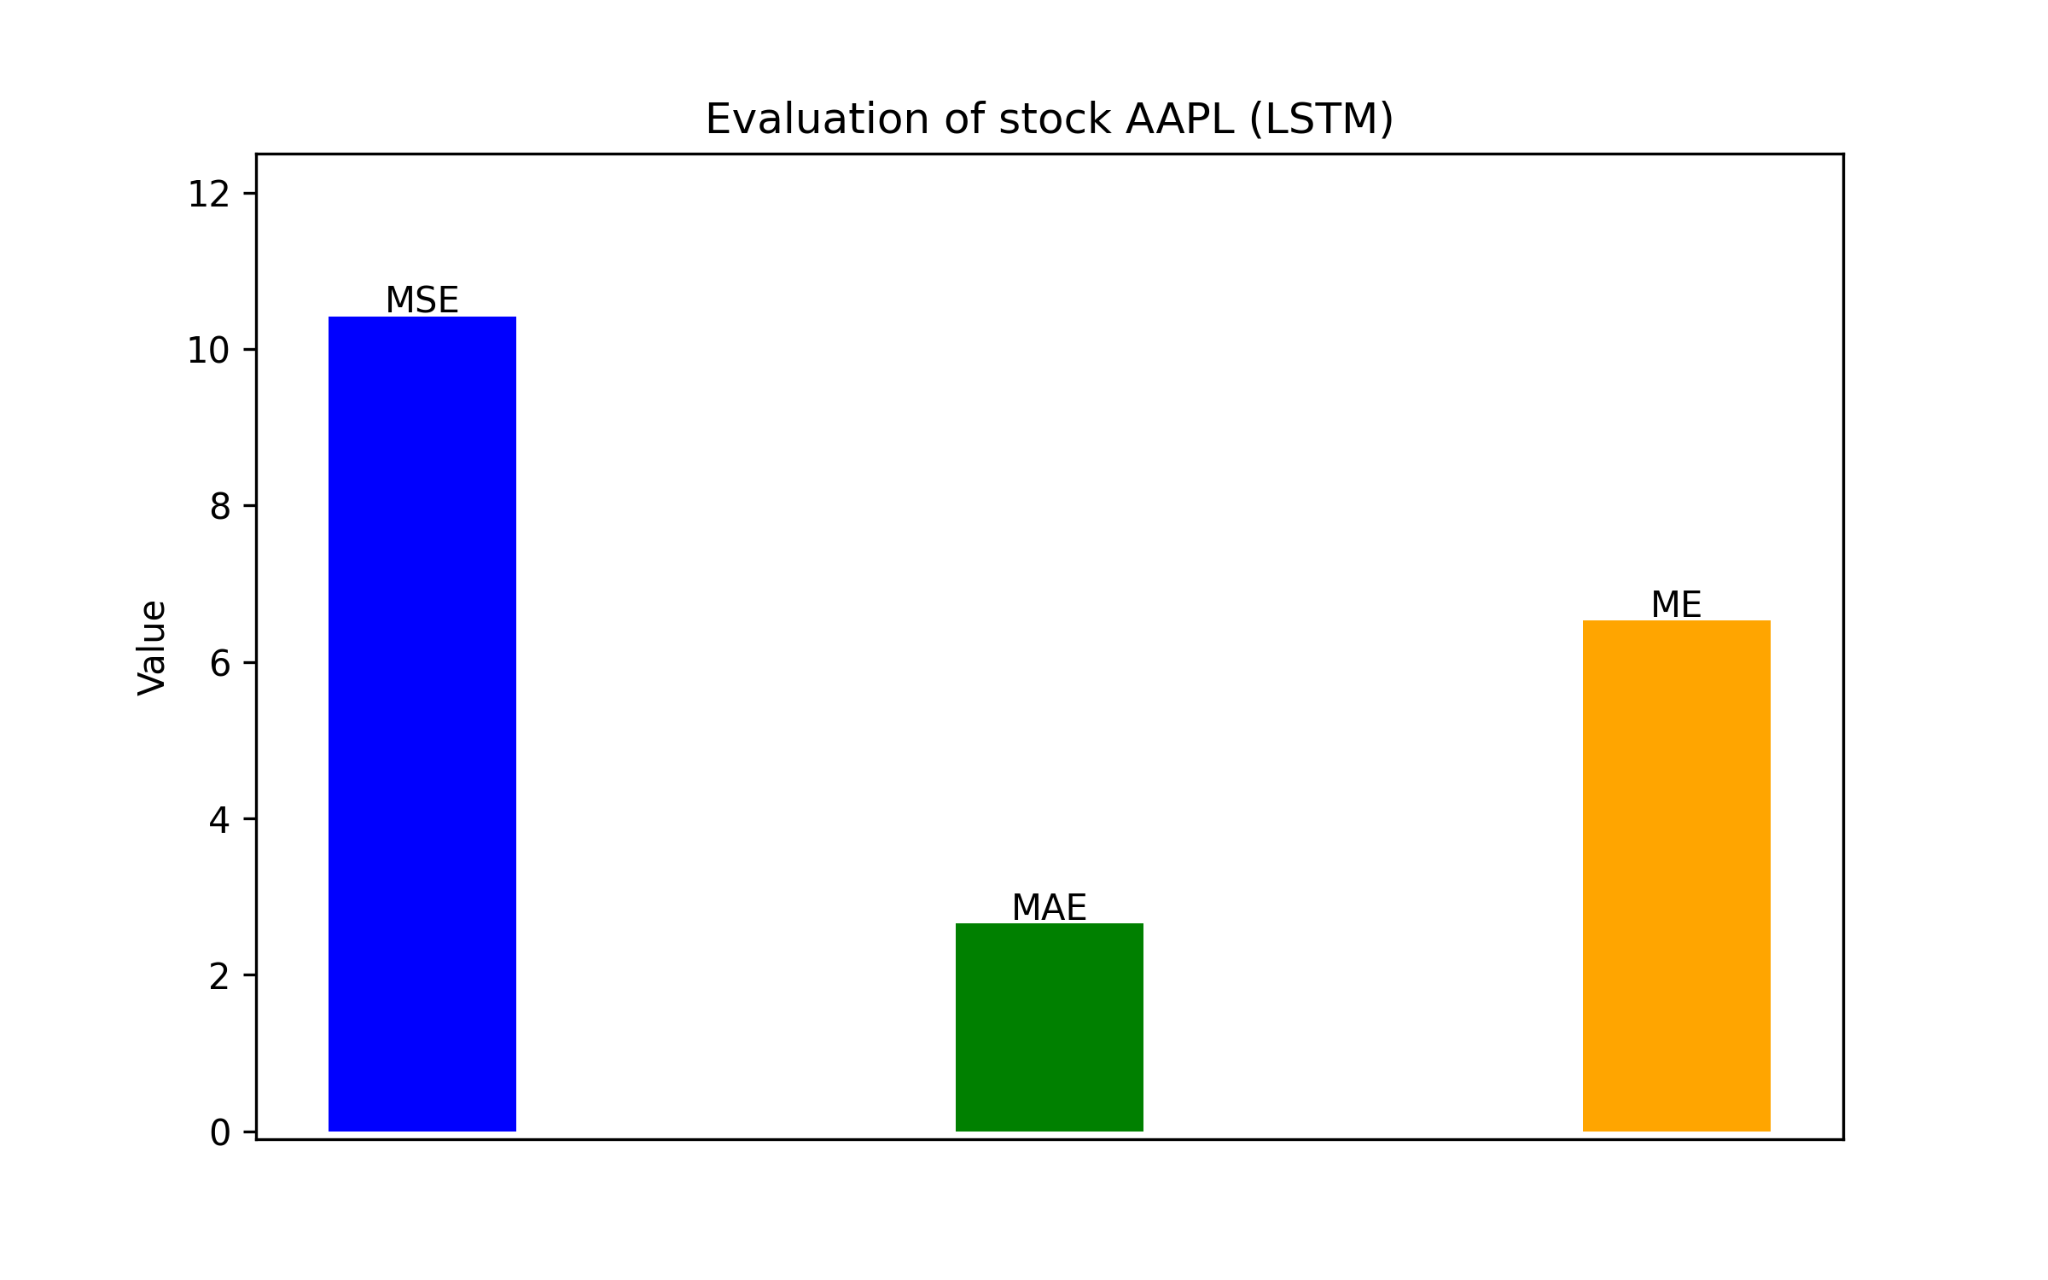 Evaluation of stock AAPL (LSTM)
12
10
8
6
4
2
0
Value
MSE
MAE
ME